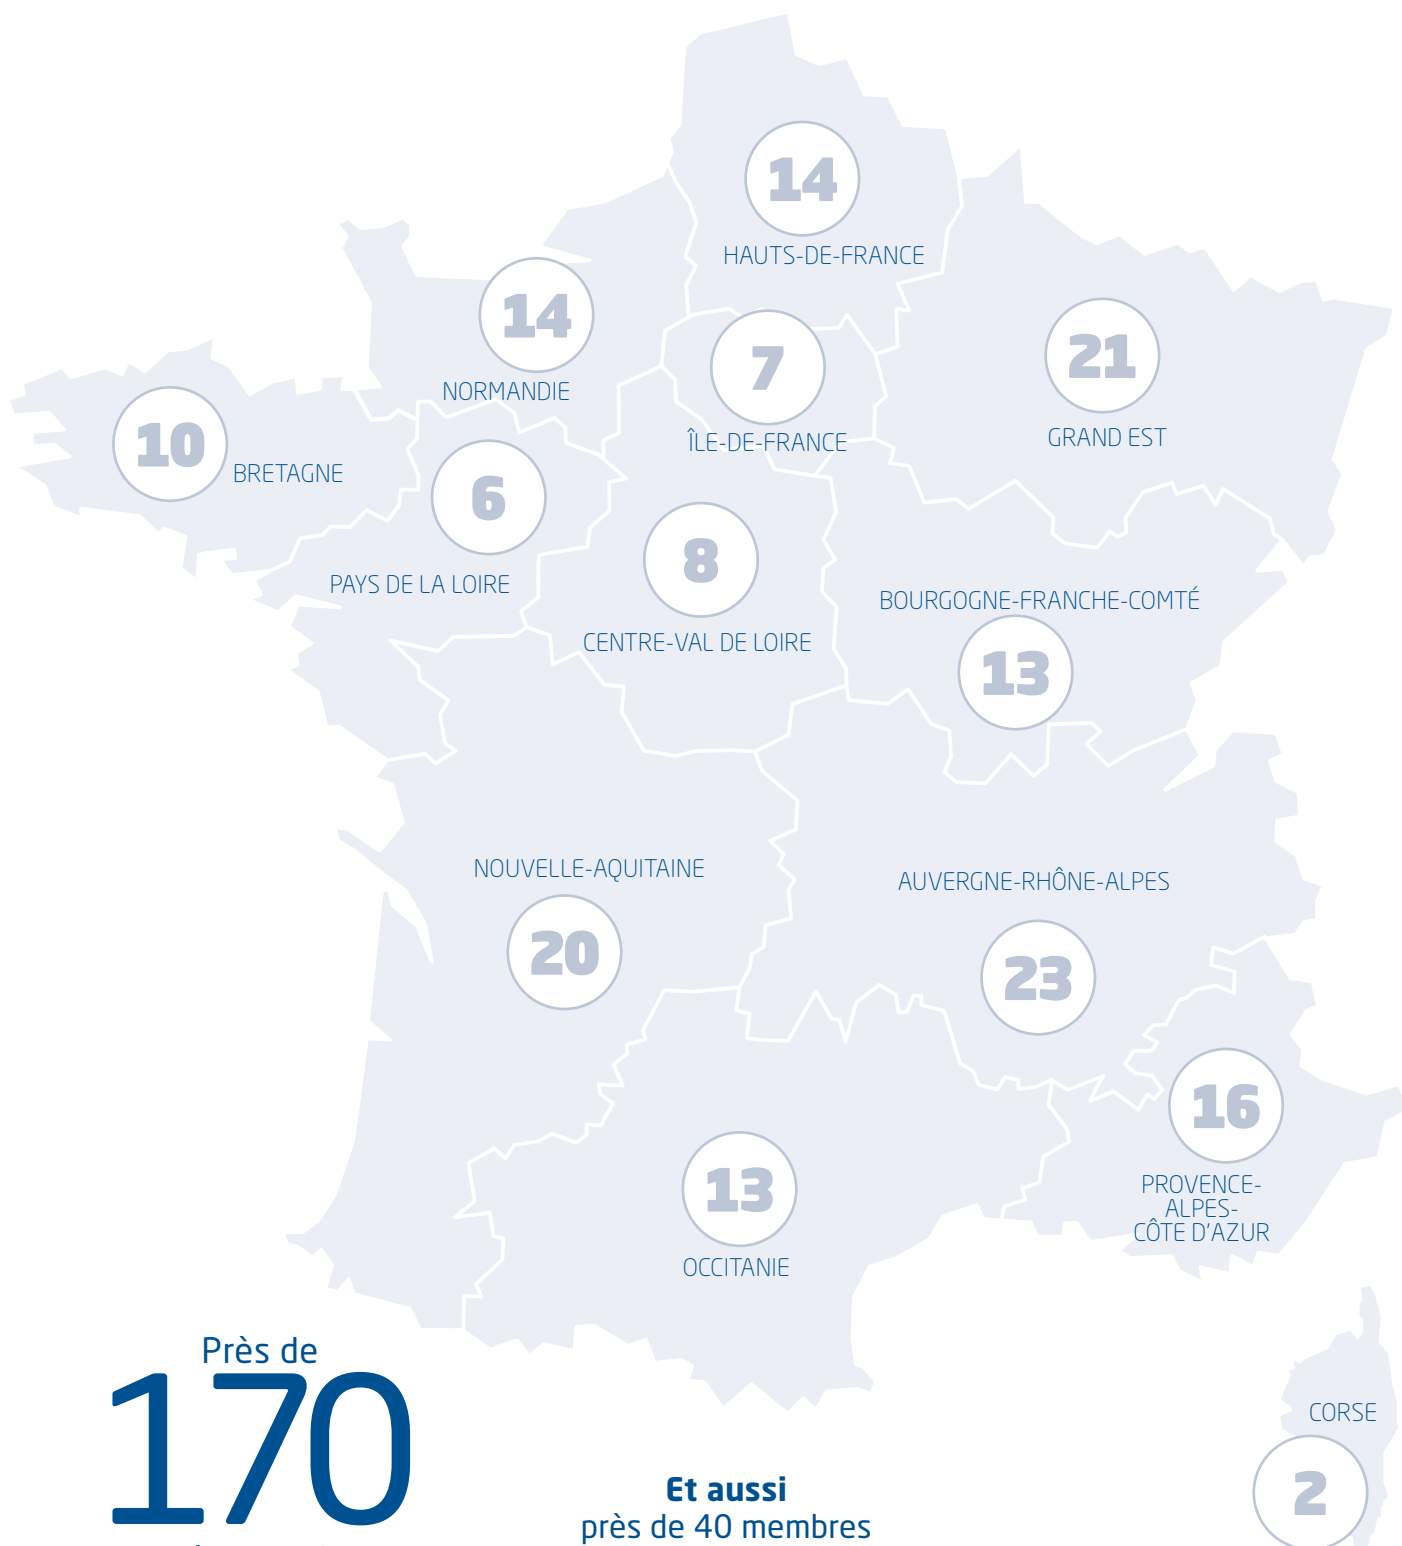 14
HAUTS-DE-FRANCE
14
NORMANDIE
7
ÎLE-DE-FRANCE
21
GRAND EST
10
BRETAGNE
6
PAYS DE LA LOIRE
8
CENTRE-VAL DE LOIRE
BOURGOGNE-FRANCHE-COMTÉ
13
NOUVELLE-AQUITAINE
20
AUVERGNE-RHÔNE-ALPES
23
16
PROVENCE-
ALPES-
CÔTE D'AZUR
13
OCCITANIE
Près de
170
CORSE
2
Et aussi
près de 40 membres